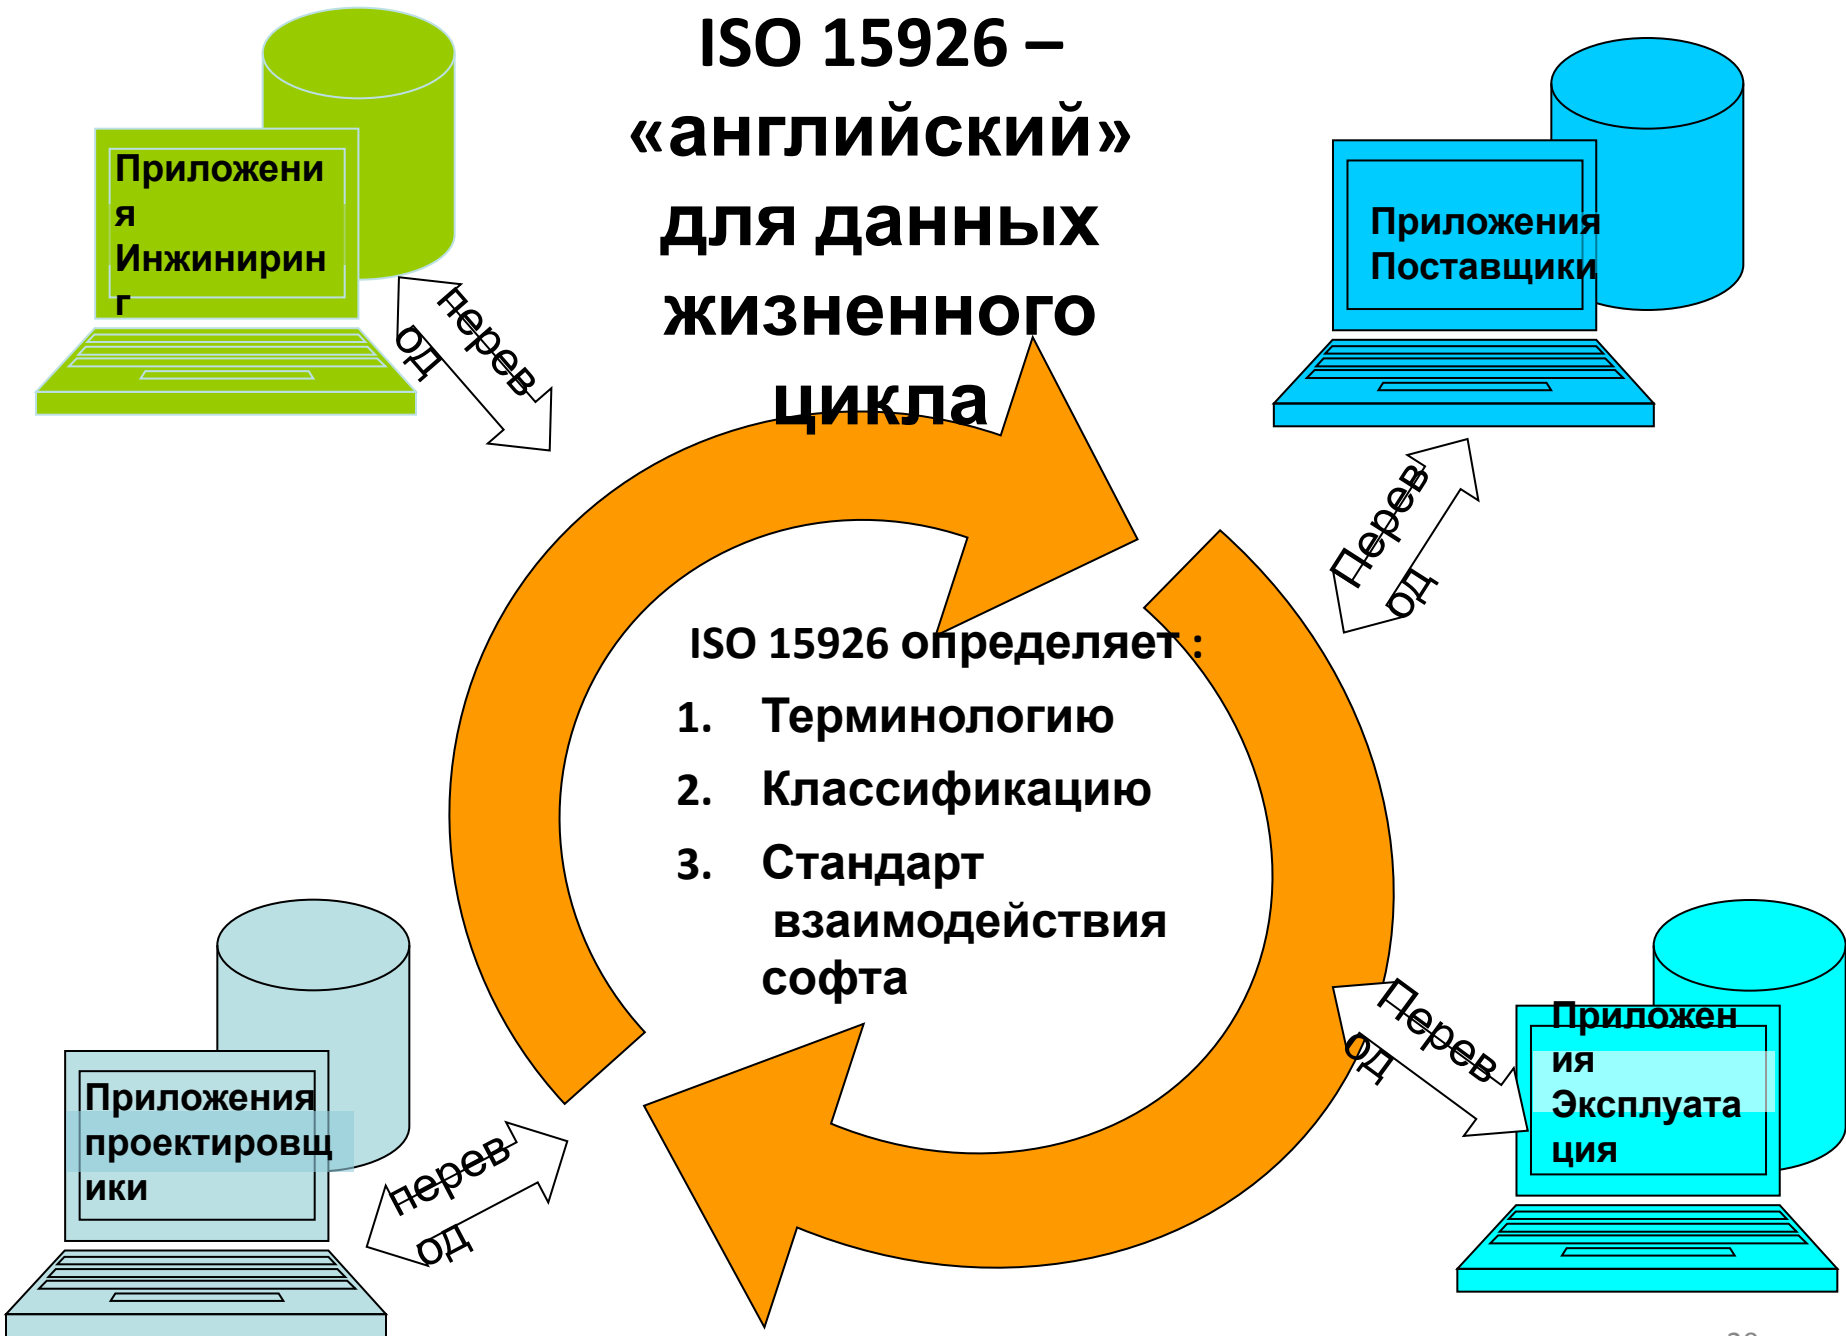 ISO 15926 –
«английский»
для данных
жизненного
цикла
Приложени
я
Инжинирин
г
перев
од
Приложения
Поставщики
Перев
од
ISO 15926 определяет :
1. Терминологию
2. Классификацию
3. Стандарт
взаимодействия
софта
Приложения
проектировщ
ики
перев
од
Перев
од
Приложен
ия
Эксплуата
ция